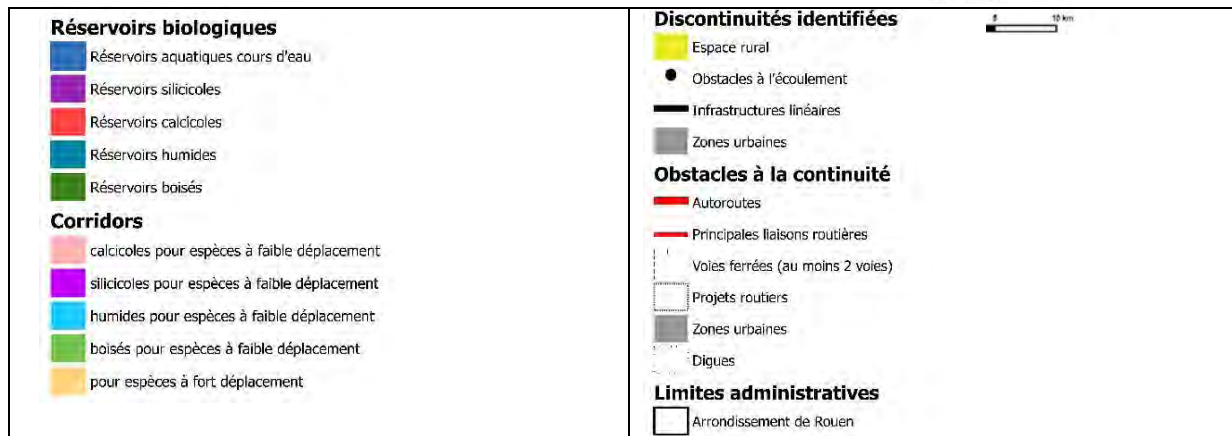 Réservoirs biologiques
Réservoirs aquatiques cours d'eau
Réservoirs silicicoles
Réservoirs calcicoles
Réservoirs humides
Réservoirs boisés
Corridors
calcicoles pour espèces à faible déplacement
silicicoles pour espèces à faible déplacement
humides pour espèces à faible déplacement
boisés pour espèces à faible déplacement
pour espèces à fort déplacement
Discontinuités identifiées
Espace rural
Obstacles à l'écoulement
Infrastructures linéaires
Zones urbaines
Obstacles à la continuité
Autoroutes
Principales liaisons routières
Voies ferrées (au moins 2 voies)
Projets routiers
Zones urbaines
Digues
Limites administratives
Arrondissement de Rouen
10 km